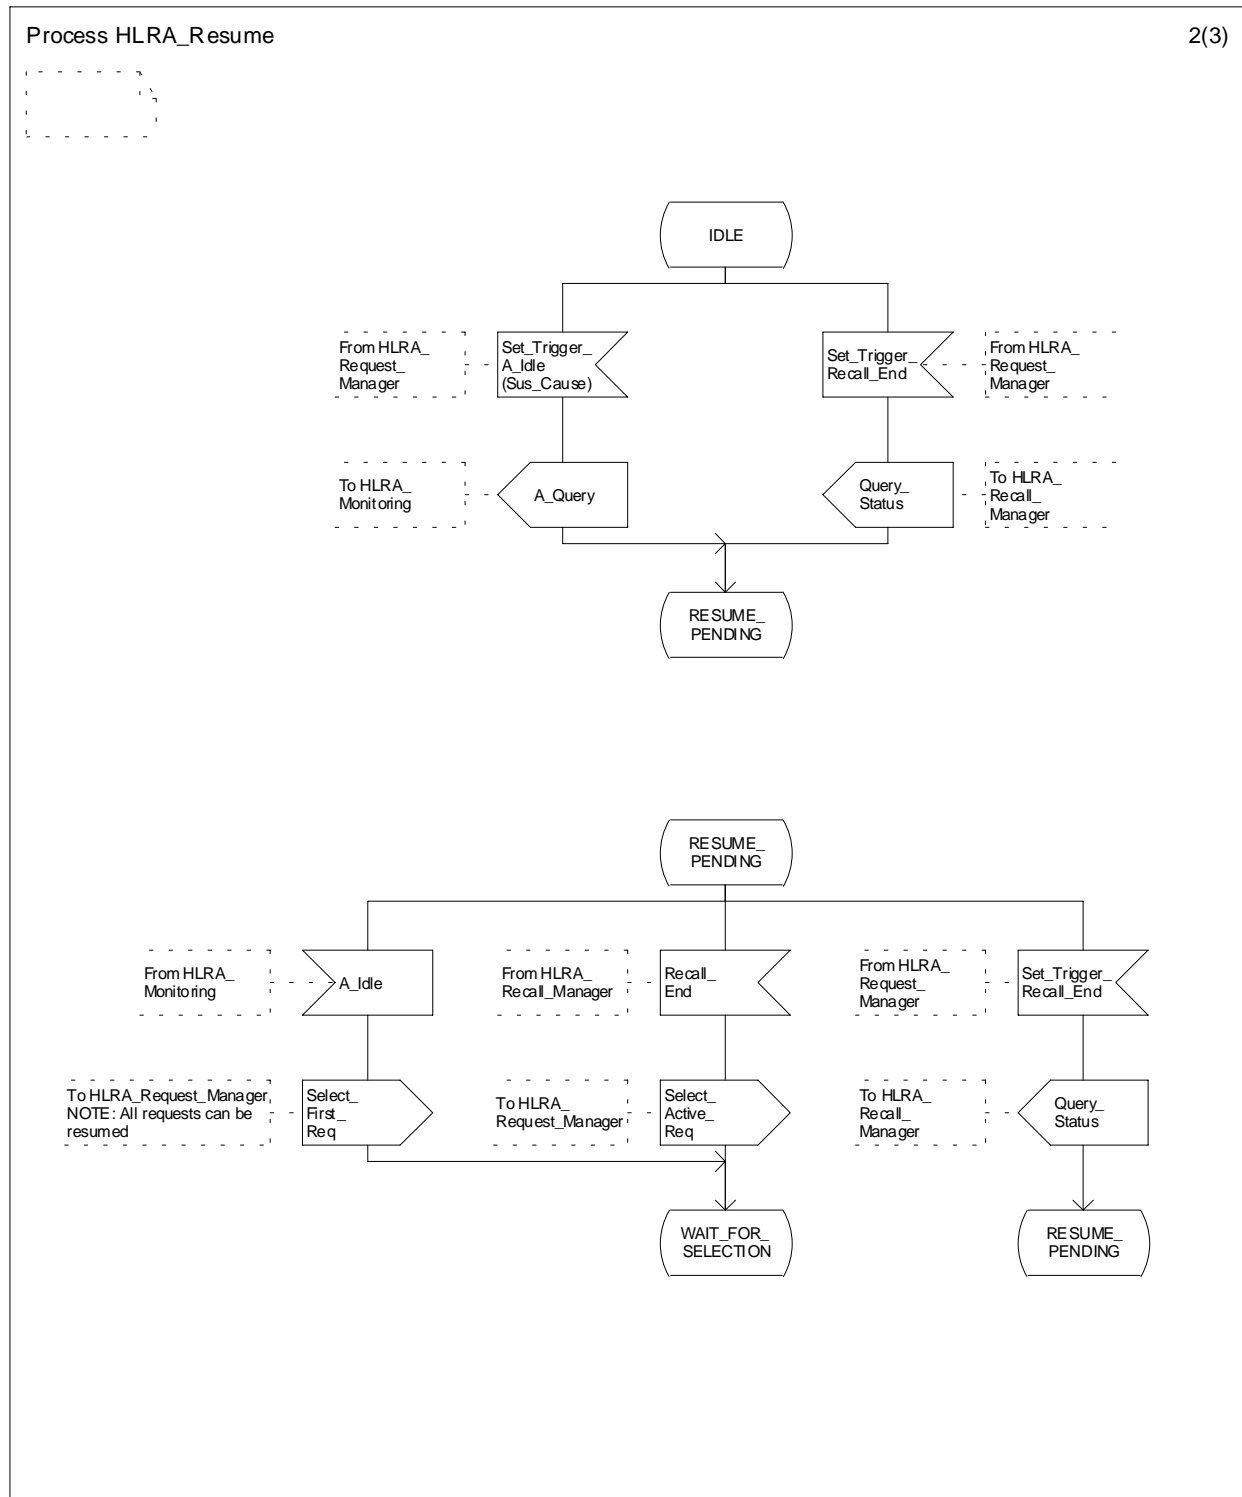 Process HLRA_Resume
2(3)
IDLE
From HLRA_
Request_
Manager
Set_Trigger_
A_Idle
(Sus_Cause)
Set_Trigger_
Recall_End
From HLRA_
Request_
Manager
To HLRA_
Monitoring
A_Query
Query_
Status
To HLRA_
Recall_
Manager
RESUME_
PENDING
RESUME_
PENDING
From HLRA_
Monitoring
A_Idle
From HLRA_
Recall_Manager
Recall_
End
From HLRA_
Request_
Manager
Set_Trigger_
Recall_End
To HLRA_Request_Manager
NOTE: All requests can be
resumed
Select_
First_
Req
To HLRA_
Request_Manager
Select_
Active_
Req
To HLRA_
Recall_
Manager
Query_
Status
WAIT_FOR_
SELECTION
RESUME_
PENDING